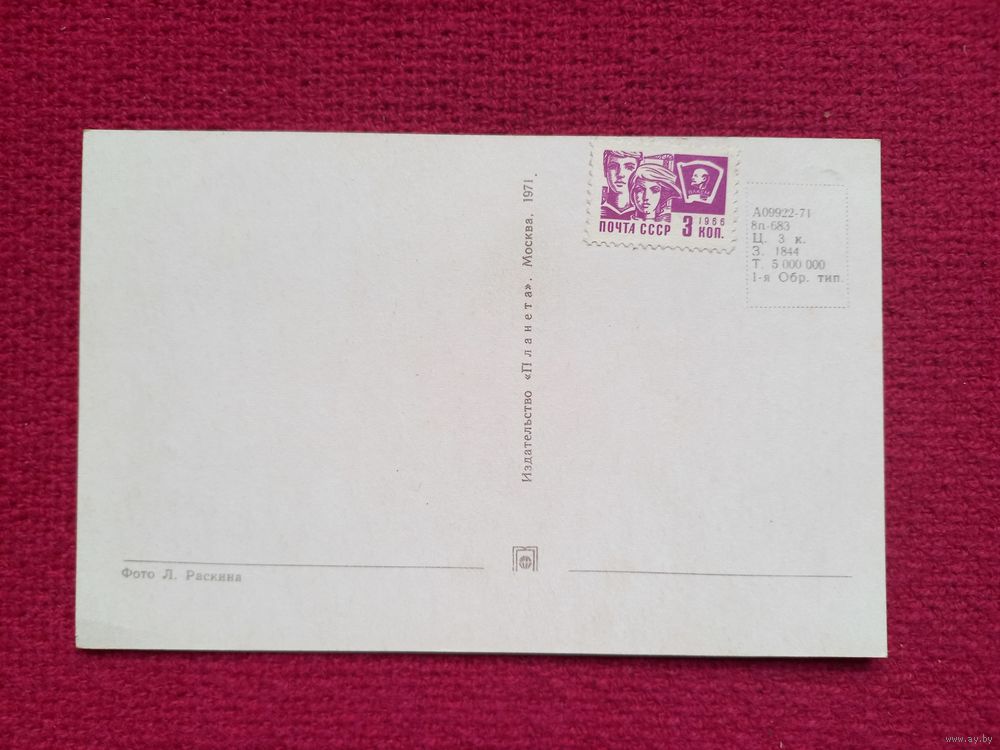 ВЛКСМ
1966
ПОЧТА СССР 3 КОП.
А09922-71
8п-683
Ц. 3 к.
З. 1844
Т. 5 000 000
1-я Обр. тип.
Издательство «Планета». Москва. 1971.
Фото Л. Раскина
www.ay.by